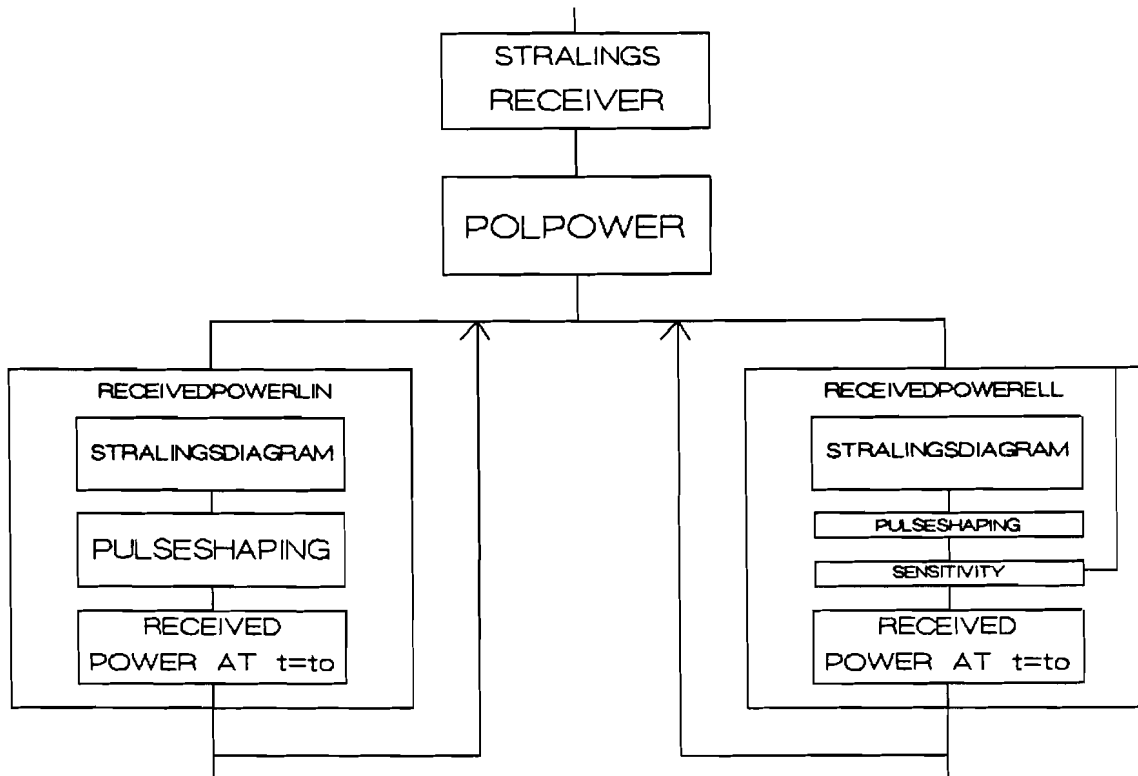 STRALINGS
RECEIVER
POLPOWER
RECEIVEDPOWERLIN
STRALINGSDIAGRAM
PULSESHAPING
RECEIVED
POWER AT t=to
RECEIVEDPOWERELL
STRALINGSDIAGRAM
PULSESHAPING
SENSITIVITY
RECEIVED
POWER AT t=to